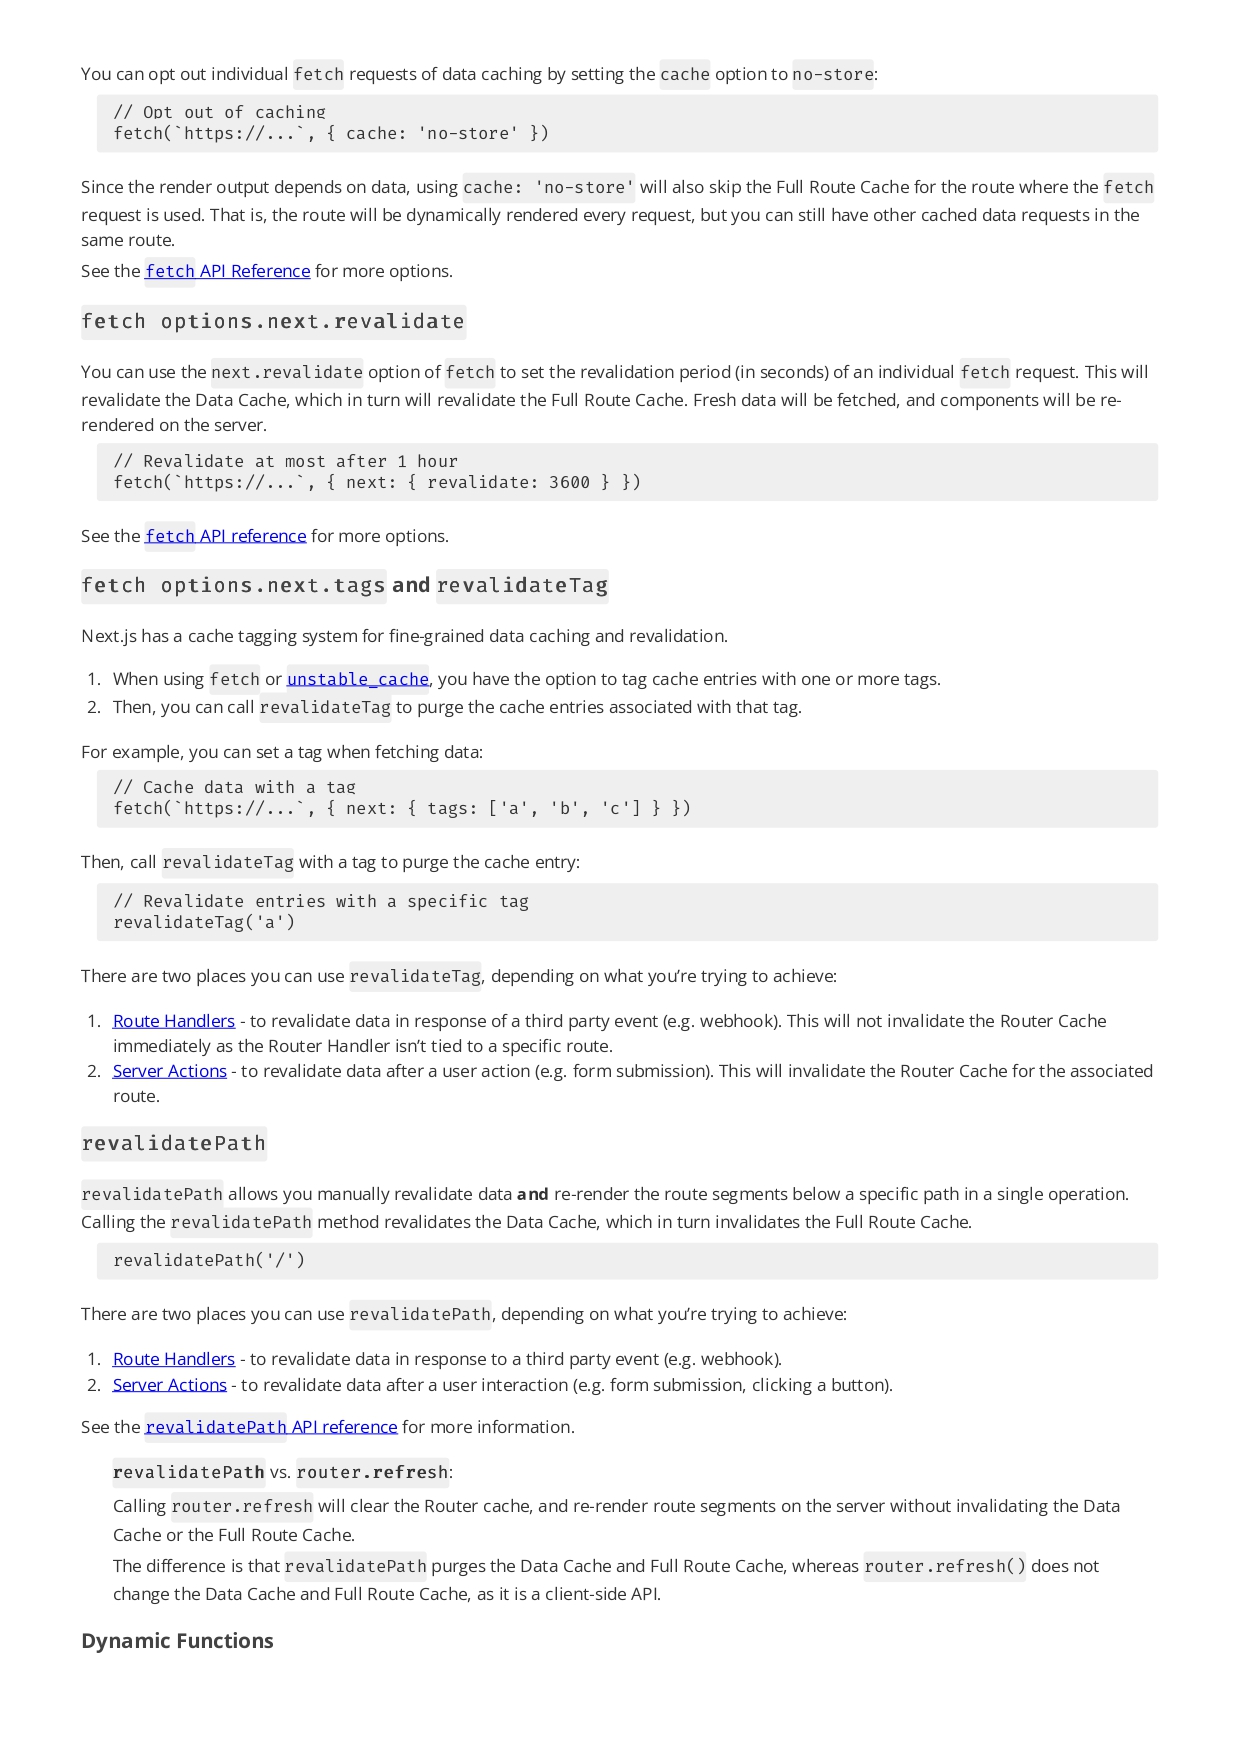 You can opt out individual fetch requests of data caching by setting the cache option to no-store:
// Opt out of caching
fetch(`https://...`, { cache: 'no-store' })
Since the render output depends on data, using cache: 'no-store' will also skip the Full Route Cache for the route where the fetch
request is used. That is, the route will be dynamically rendered every request, but you can still have other cached data requests in the
same route.
See the fetch API Reference for more options.
fetch options.next.revalidate
You can use the next.revalidate option of fetch to set the revalidation period (in seconds) of an individual fetch request. This will
revalidate the Data Cache, which in turn will revalidate the Full Route Cache. Fresh data will be fetched, and components will be re-
rendered on the server.
// Revalidate at most after 1 hour
fetch(`https://...`, { next: { revalidate: 3600 } })
See the fetch API reference for more options.
fetch options.next.tags and revalidateTag
Next.js has a cache tagging system for fine-grained data caching and revalidation.
1. When using fetch or unstable_cache, you have the option to tag cache entries with one or more tags.
2. Then, you can call revalidateTag to purge the cache entries associated with that tag.
For example, you can set a tag when fetching data:
// Cache data with a tag
fetch(`https://...`, { next: { tags: ['a', 'b', 'c'] } })
Then, call revalidateTag with a tag to purge the cache entry:
// Revalidate entries with a specific tag
revalidateTag('a')
There are two places you can use revalidateTag, depending on what you’re trying to achieve:
1. Route Handlers - to revalidate data in response of a third party event (e.g. webhook). This will not invalidate the Router Cache
immediately as the Router Handler isn’t tied to a specific route.
2. Server Actions - to revalidate data after a user action (e.g. form submission). This will invalidate the Router Cache for the associated
route.
revalidatePath
revalidatePath allows you manually revalidate data and re-render the route segments below a specific path in a single operation.
Calling the revalidatePath method revalidates the Data Cache, which in turn invalidates the Full Route Cache.
revalidatePath('/')
There are two places you can use revalidatePath, depending on what you’re trying to achieve:
1. Route Handlers - to revalidate data in response to a third party event (e.g. webhook).
2. Server Actions - to revalidate data after a user interaction (e.g. form submission, clicking a button).
See the revalidatePath API reference for more information.
revalidatePath vs. router.refresh:
Calling router.refresh will clear the Router cache, and re-render route segments on the server without invalidating the Data
Cache or the Full Route Cache.
The difference is that revalidatePath purges the Data Cache and Full Route Cache, whereas router.refresh() does not
change the Data Cache and Full Route Cache, as it is a client-side API.
Dynamic Functions